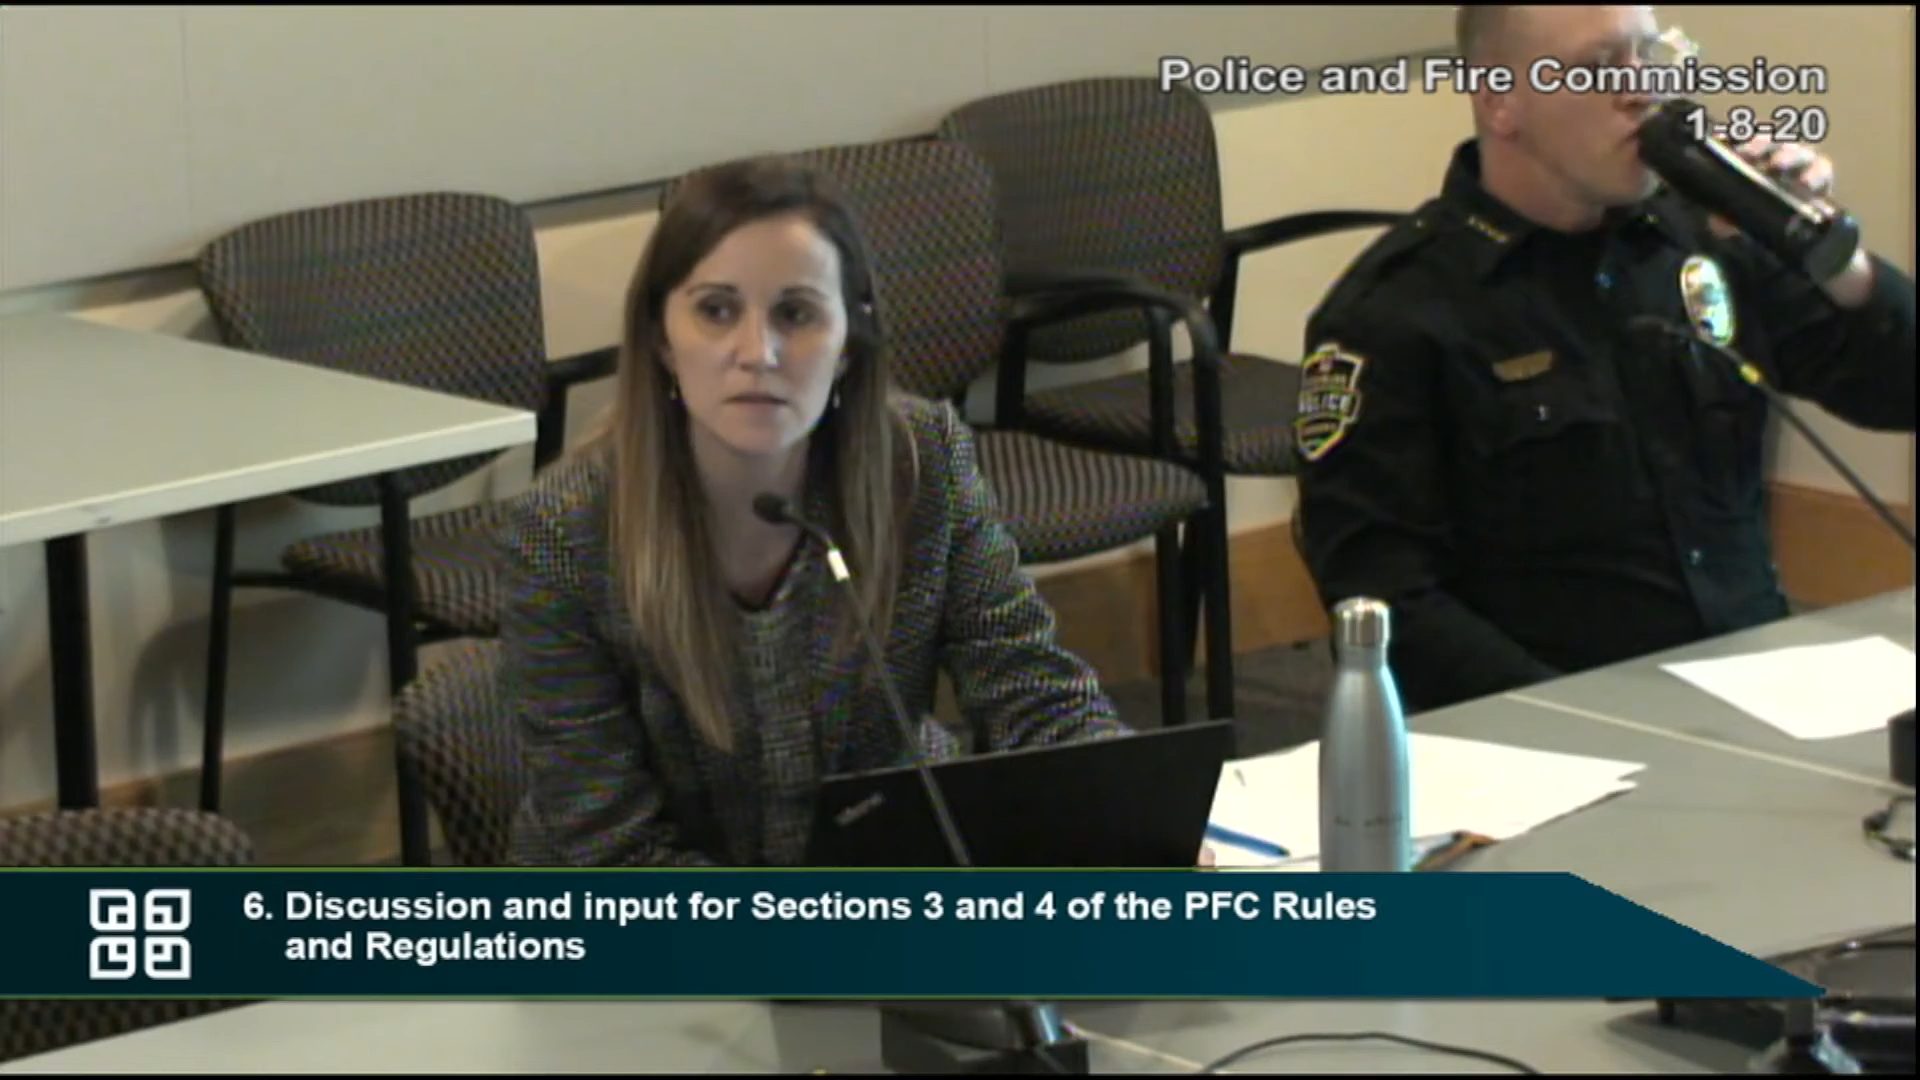 Police and Fire Commission
1-8-20
POLICE
6. Discussion and input for Sections 3 and 4 of the PFC Rules
and Regulations